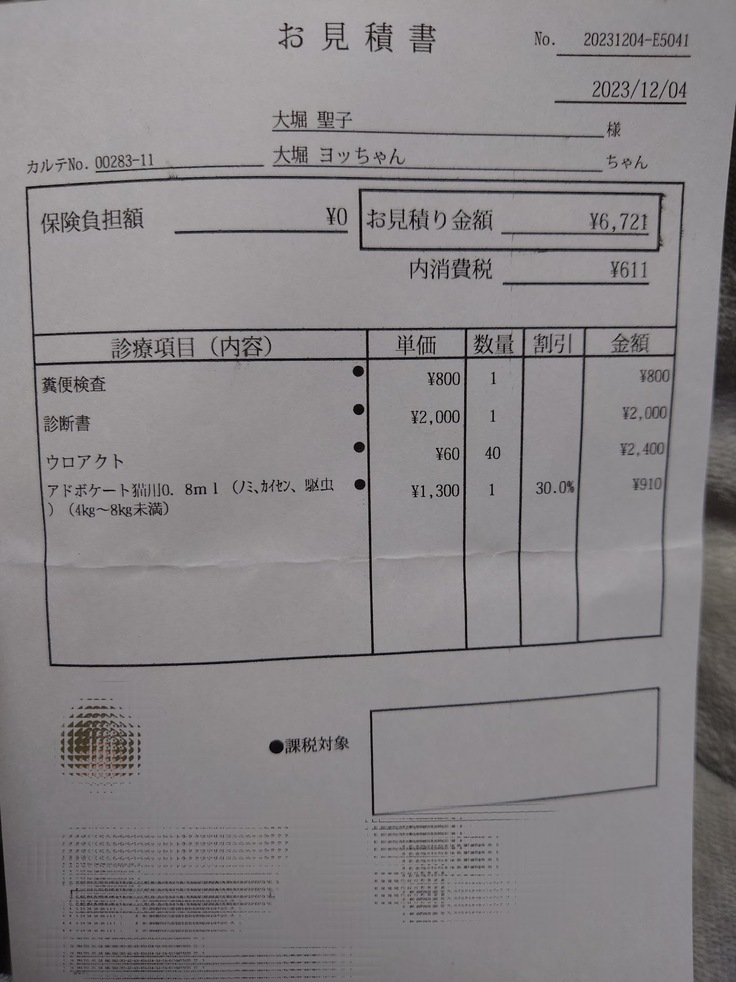 お見積書
No. 20231204-E5041
2023/12/04
大堀 聖子 様
カルテNo. 00283-11 大堀 ヨッちゃん ちゃん
保険負担額 ¥0 お見積り金額 ¥6,721
内消費税 ¥611
診療項目（内容） 単価 数量 割引 金額
糞便検査 ● ¥800 1 ¥800
診断書 ● ¥2,000 1 ¥2,000
ウロアクト ● ¥60 40 ¥2,400
アドボケート猫用0. 8ml （ノミ､カイセン、駆虫 ● ¥1,300 1 30.0% ¥910
）（4kg～8kg未満）
●課税対象